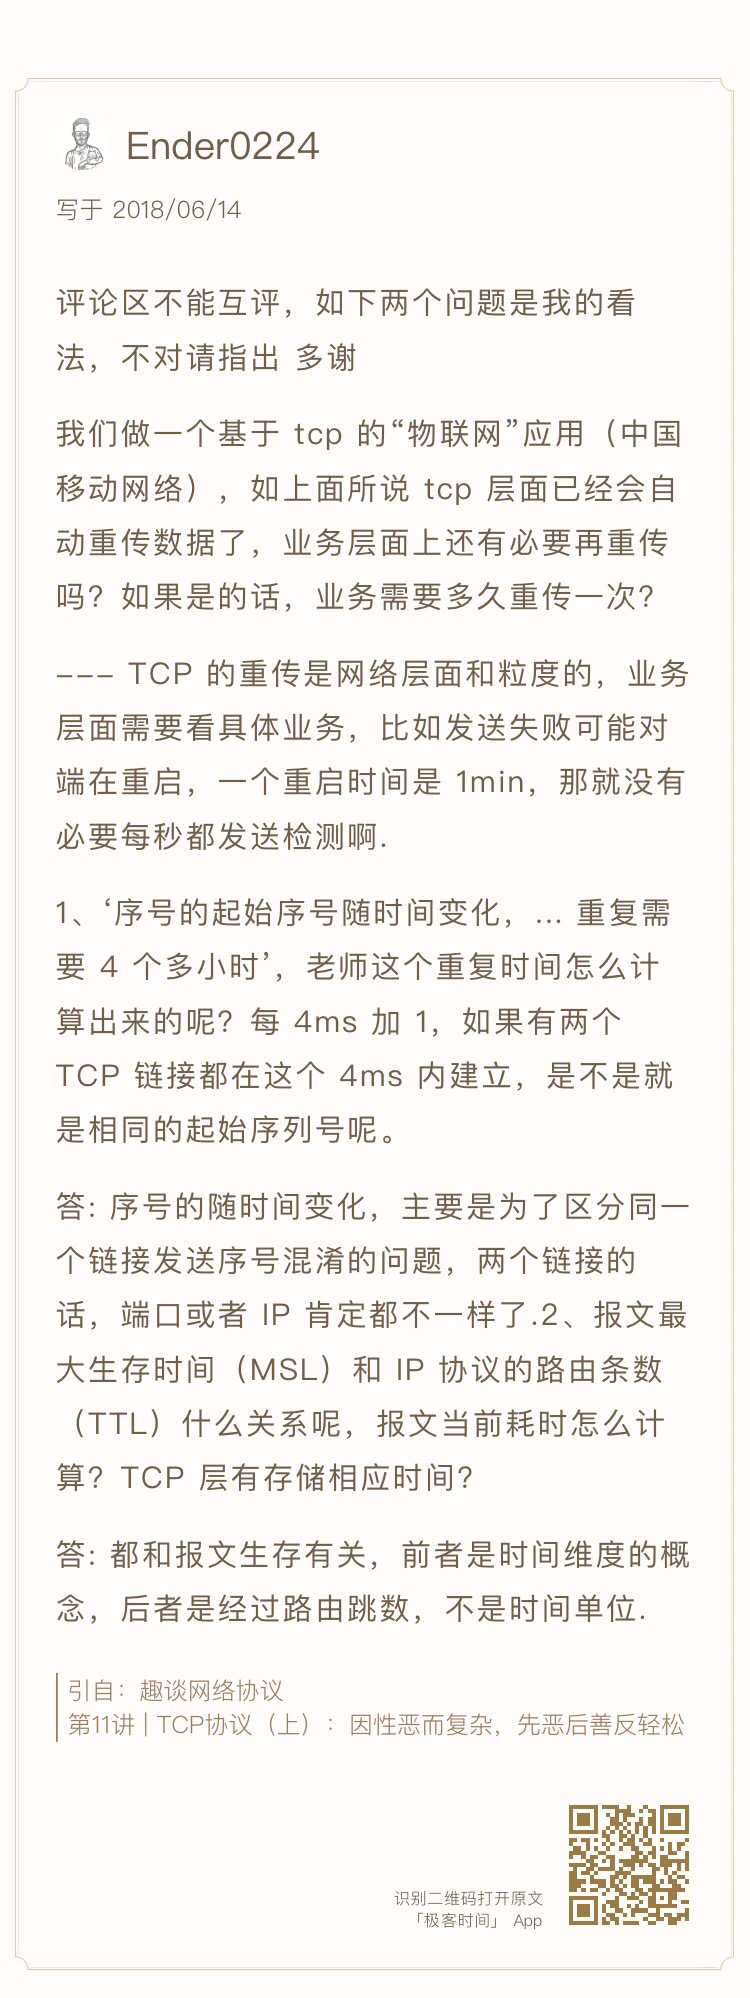 Ender0224
写于 2018/06/14
评论区不能互评，如下两个问题是我的看
法，不对请指出 多谢
我们做一个基于 tcp 的“物联网”应用（中国
移动网络），如上面所说 tcp 层面已经会自
动重传数据了，业务层面上还有必要再重传
吗？如果是的话，业务需要多久重传一次？
--- TCP 的重传是网络层面和粒度的，业务
层面需要看具体业务，比如发送失败可能对
端在重启，一个重启时间是 1min，那就没有
必要每秒都发送检测啊.
1、‘序号的起始序号随时间变化，... 重复需
要 4 个多小时’，老师这个重复时间怎么计
算出来的呢？每 4ms 加 1，如果有两个
TCP 链接都在这个 4ms 内建立，是不是就
是相同的起始序列号呢。
答: 序号的随时间变化，主要是为了区分同一
个链接发送序号混淆的问题，两个链接的
话，端口或者 IP 肯定都不一样了.2、报文最
大生存时间（MSL）和 IP 协议的路由条数
（TTL）什么关系呢，报文当前耗时怎么计
算？TCP 层有存储相应时间？
答: 都和报文生存有关，前者是时间维度的概
念，后者是经过路由跳数，不是时间单位.
引自：趣谈网络协议
第11讲 | TCP协议（上）：因性恶而复杂，先恶后善反轻松
识别二维码打开原文
「极客时间」 App